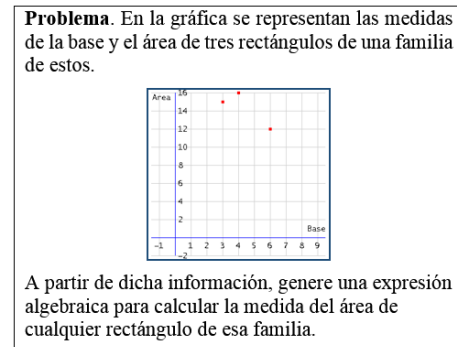 Problema. En la gráfica se representan las medidas
de la base y el área de tres rectángulos de una familia
de estos.
Area
16
14
12
10
8
6
4
2
Base
-1 1 2 3 4 5 6 7 8 9
-2
A partir de dicha información, genere una expresión
algebraica para calcular la medida del área de
cualquier rectángulo de esa familia.